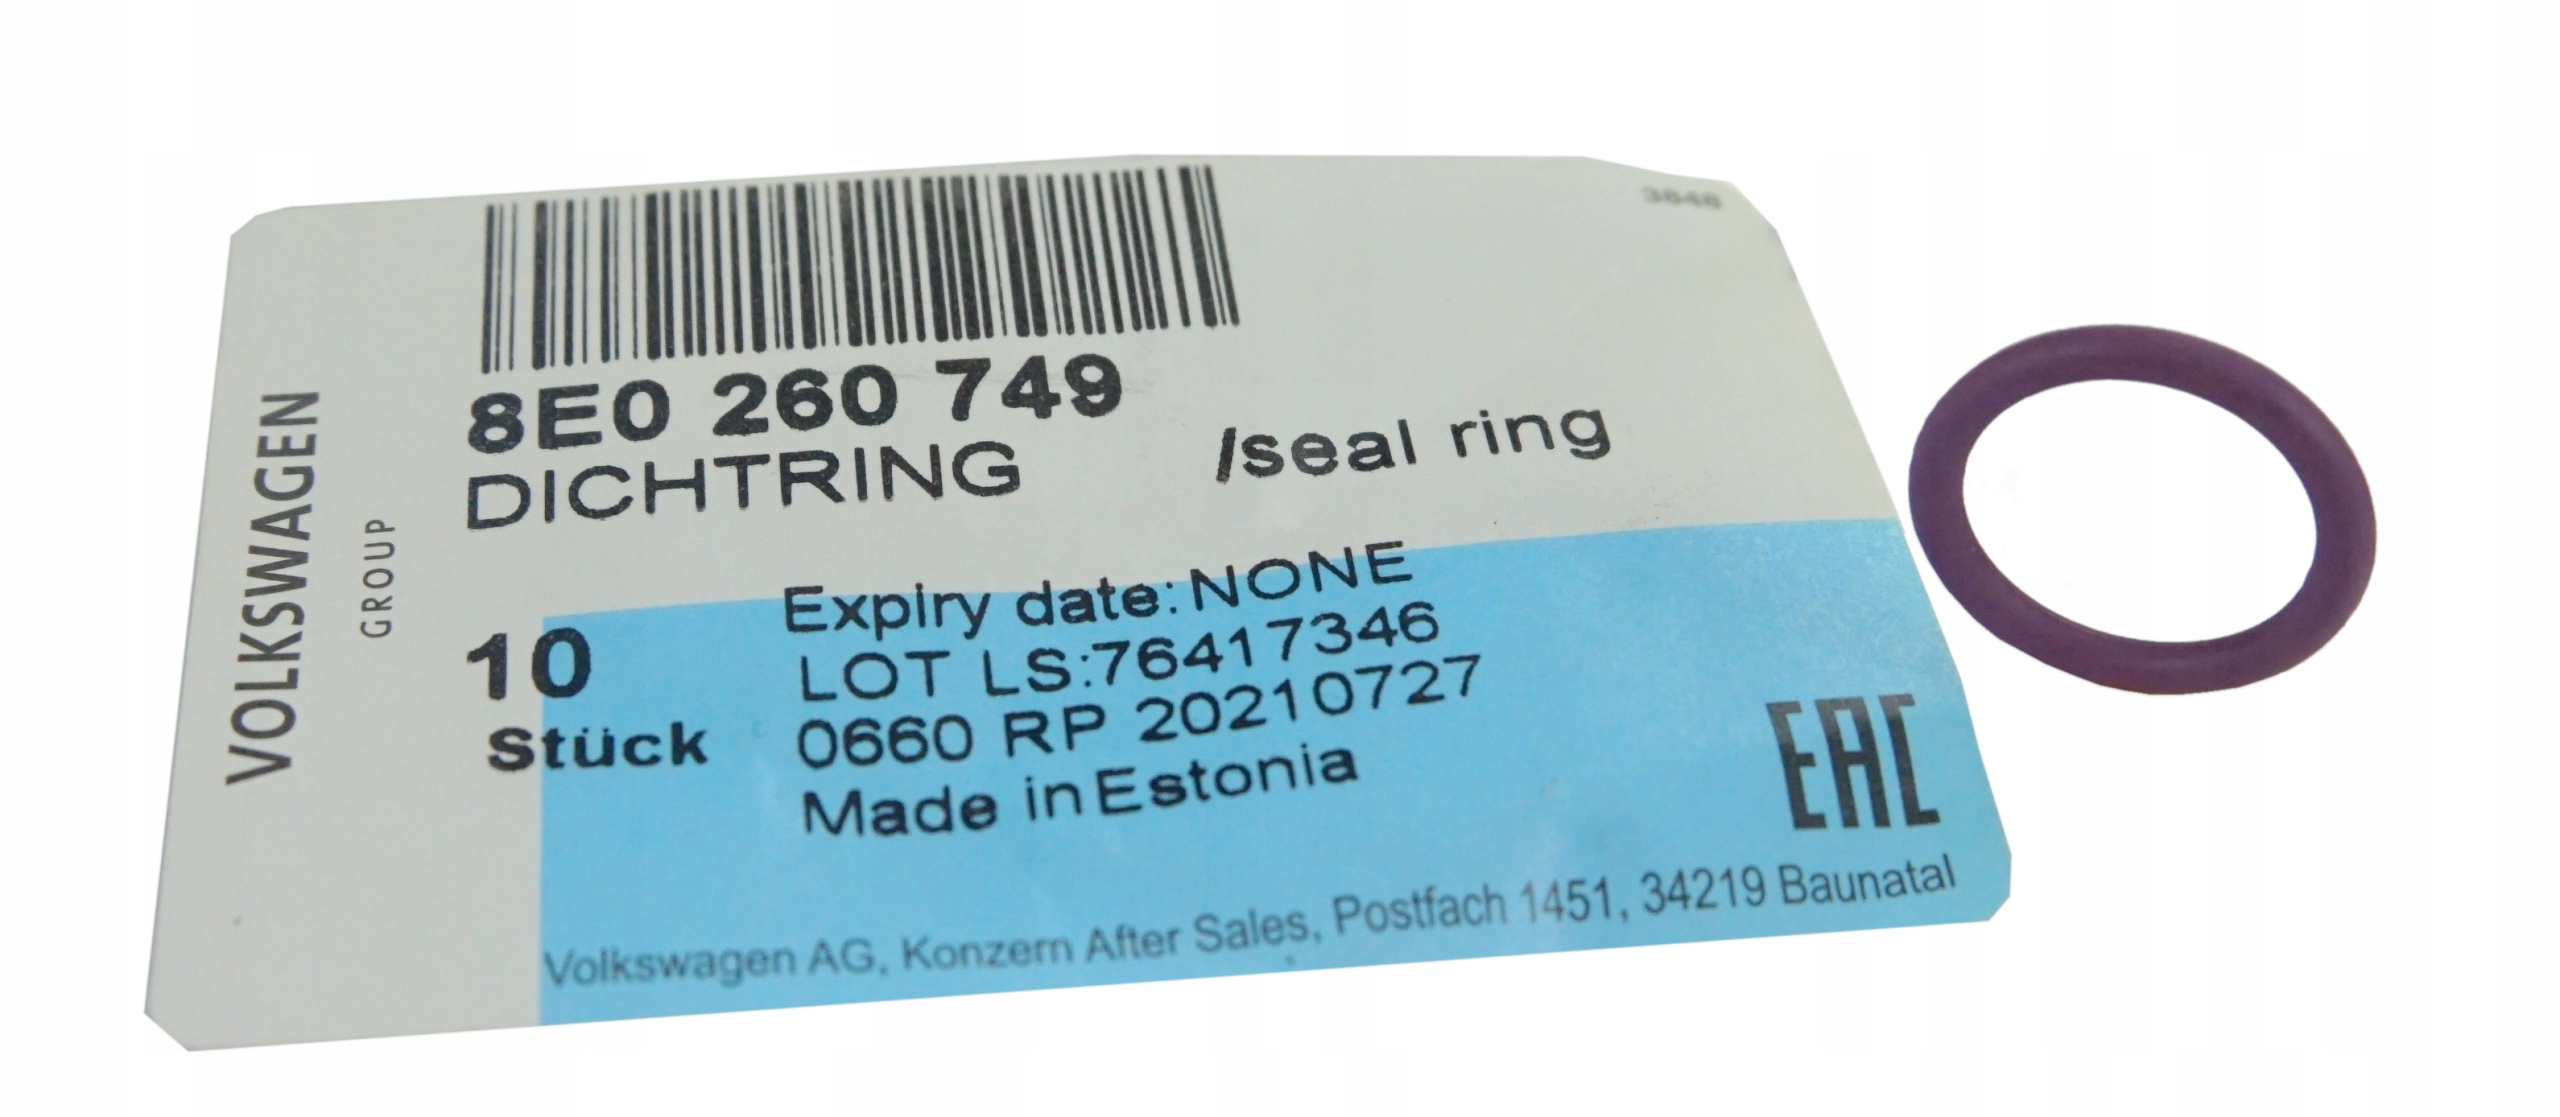 3848
8E0 260 749
DICHTRING /seal ring
VOLKSWAGEN
GROUP
10
Stück
Expiry date:NONE
LOT LS:76417346
0660 RP 20210727
Made in Estonia
EAC
Volkswagen AG, Konzern After Sales, Postfach 1451, 34219 Baunatal